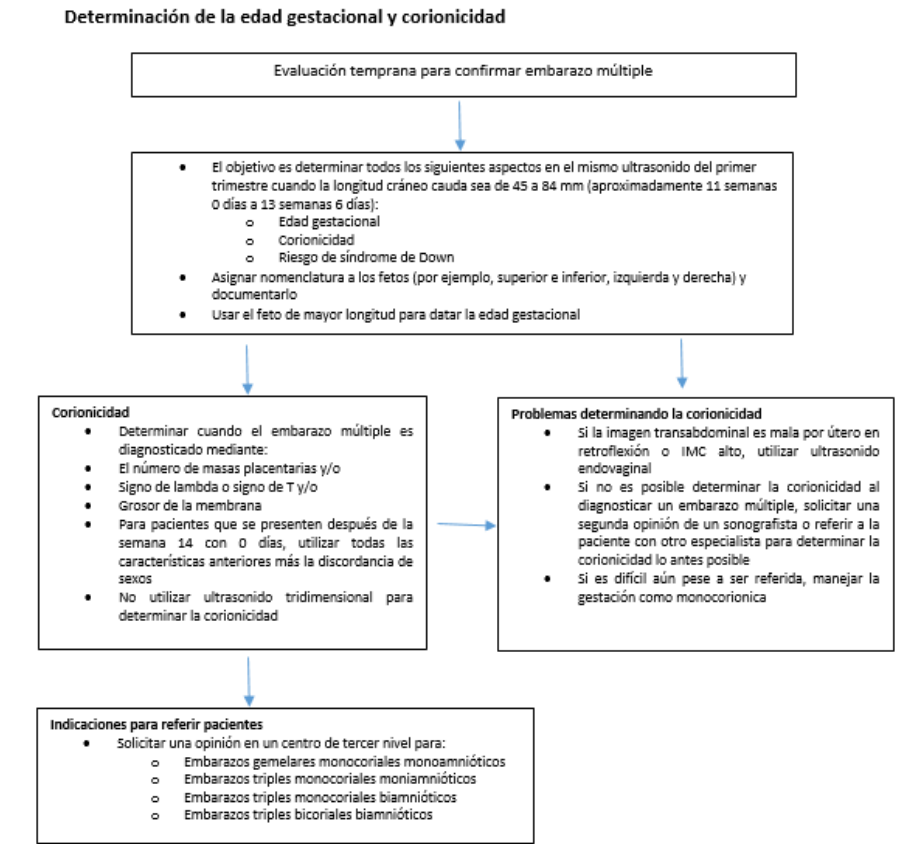 Determinación de la edad gestacional y corionicidad
Evaluación temprana para confirmar embarazo múltiple
• El objetivo es determinar todos los siguientes aspectos en el mismo ultrasonido del primer
trimestre cuando la longitud cráneo cauda sea de 45 a 84 mm (aproximadamente 11 semanas
0 días a 13 semanas 6 días):
o Edad gestacional
o Corionicidad
o Riesgo de síndrome de Down
• Asignar nomenclatura a los fetos (por ejemplo, superior e inferior, izquierda y derecha) y
documentarlo
• Usar el feto de mayor longitud para datar la edad gestacional
Corionicidad
• Determinar cuando el embarazo múltiple es
diagnosticado mediante:
• El número de masas placentarias y/o
• Signo de lambda o signo de T y/o
• Grosor de la membrana
• Para pacientes que se presenten después de la
semana 14 con 0 días, utilizar todas las
características anteriores más la discordancia de
sexos
• No utilizar ultrasonido tridimensional para
determinar la corionicidad
Problemas determinando la corionicidad
• Si la imagen transabdominal es mala por útero en
retroflexión o IMC alto, utilizar ultrasonido
endovaginal
• Si no es posible determinar la corionicidad al
diagnosticar un embarazo múltiple, solicitar una
segunda opinión de un sonografista o referir a la
paciente con otro especialista para determinar la
corionicidad lo antes posible
• Si es difícil aún pese a ser referida, manejar la
gestación como monocorionica
Indicaciones para referir pacientes
• Solicitar una opinión en un centro de tercer nivel para:
o Embarazos gemelares monocoriales monoamnióticos
o Embarazos triples monocoriales moniamnióticos
o Embarazos triples monocoriales biamnióticos
o Embarazos triples bicoriales biamnióticos